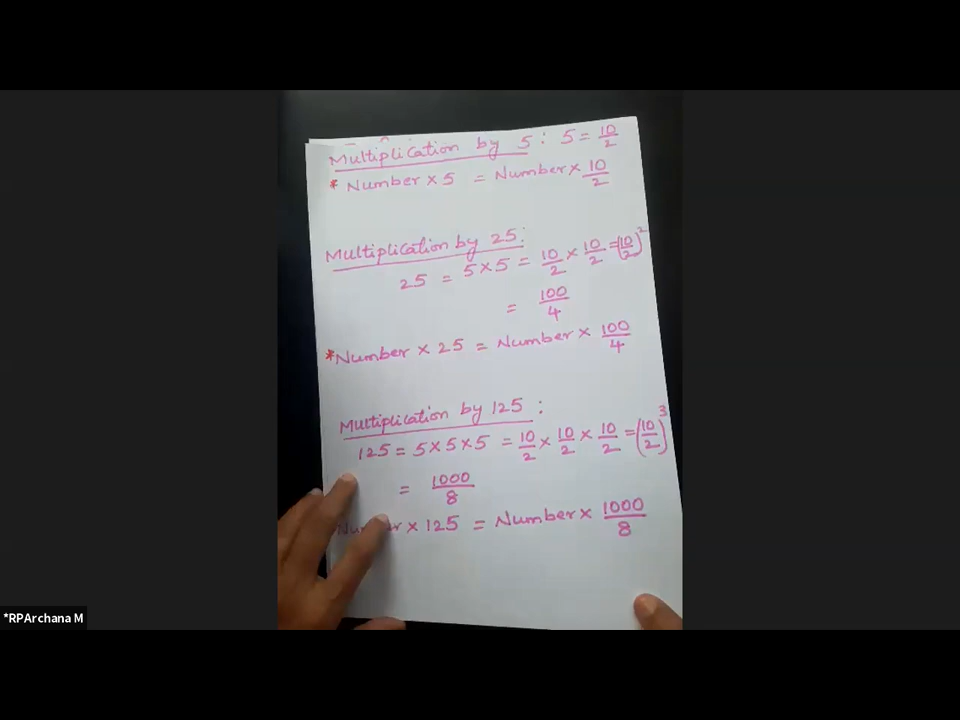 Multiplication by 5 : 5 = 10/2
* Number × 5 = Number × 10/2
Multiplication by 25 :
25 = 5 × 5 = 10/2 × 10/2 = (10/2)²
= 100/4
* Number × 25 = Number × 100/4
Multiplication by 125 :
125 = 5 × 5 × 5 = 10/2 × 10/2 × 10/2 = (10/2)³
= 1000/8
× 125 = Number × 1000/8
*RPArchana M